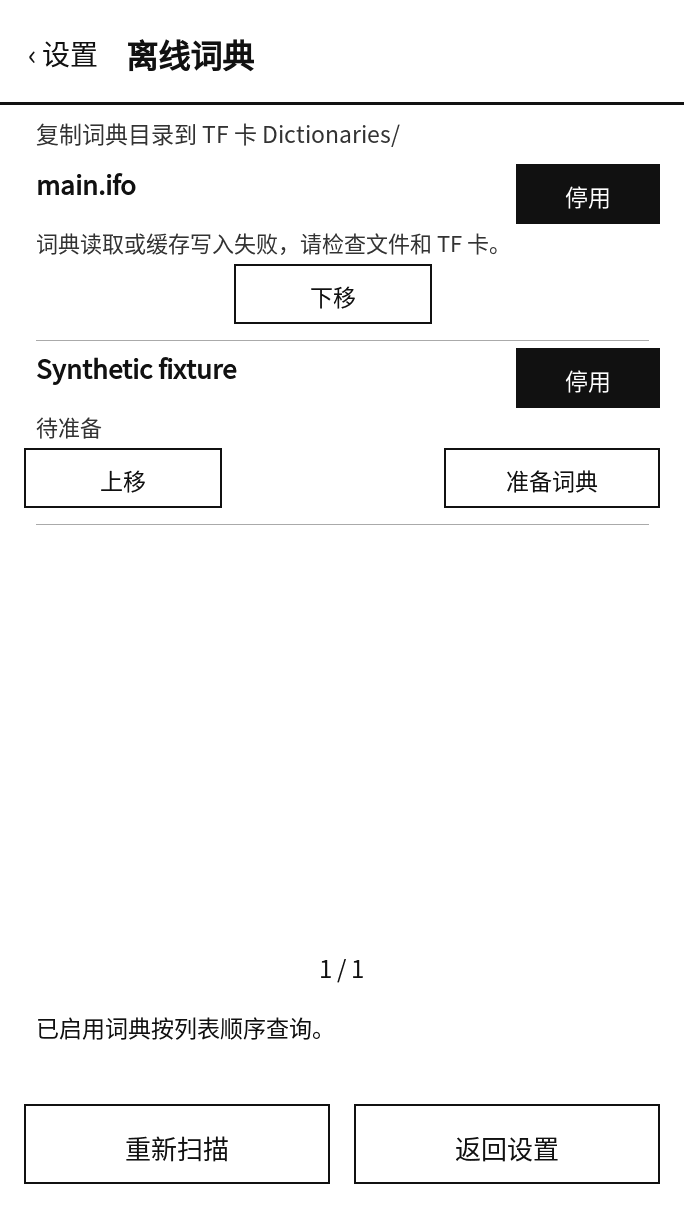 ‹ 设置 离线词典
复制词典目录到 TF 卡 Dictionaries/
main.ifo 停用
词典读取或缓存写入失败，请检查文件和 TF 卡。
下移
Synthetic fixture 停用
待准备
上移 准备词典
1 / 1
已启用词典按列表顺序查询。
重新扫描 返回设置